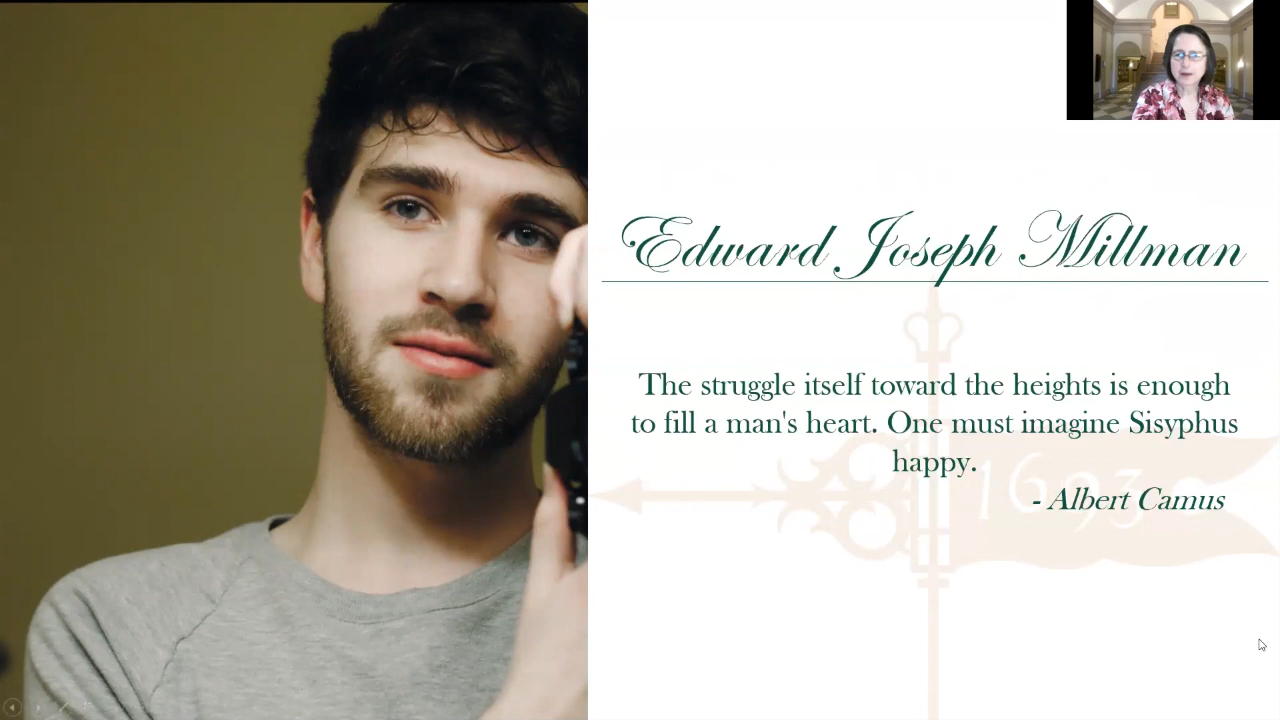 Edward Joseph Millman
The struggle itself toward the heights is enough
to fill a man's heart. One must imagine Sisyphus
happy.
- Albert Camus
1693